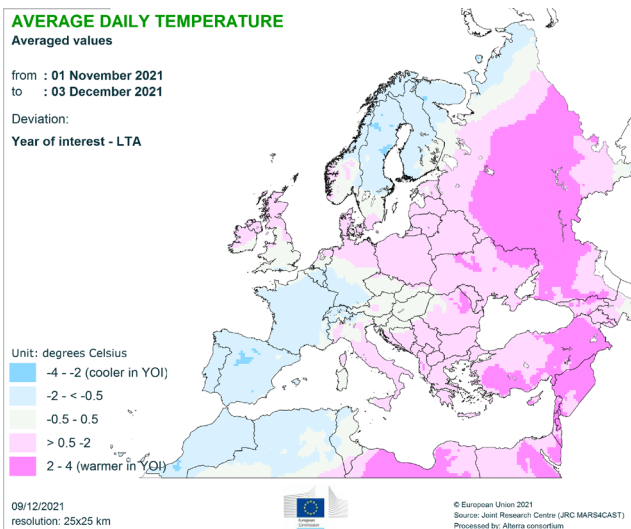 AVERAGE DAILY TEMPERATURE
Averaged values
from : 01 November 2021
to : 03 December 2021
Deviation:
Year of interest - LTA
Unit: degrees Celsius
-4 - -2 (cooler in YOI)
-2 - < -0.5
-0.5 - 0.5
> 0.5 -2
2 - 4 (warmer in YOI)
09/12/2021
resolution: 25x25 km
European
Commission
© European Union 2021
Source: Joint Research Centre (JRC MARS4CAST)
Processed by: Alterra consortium